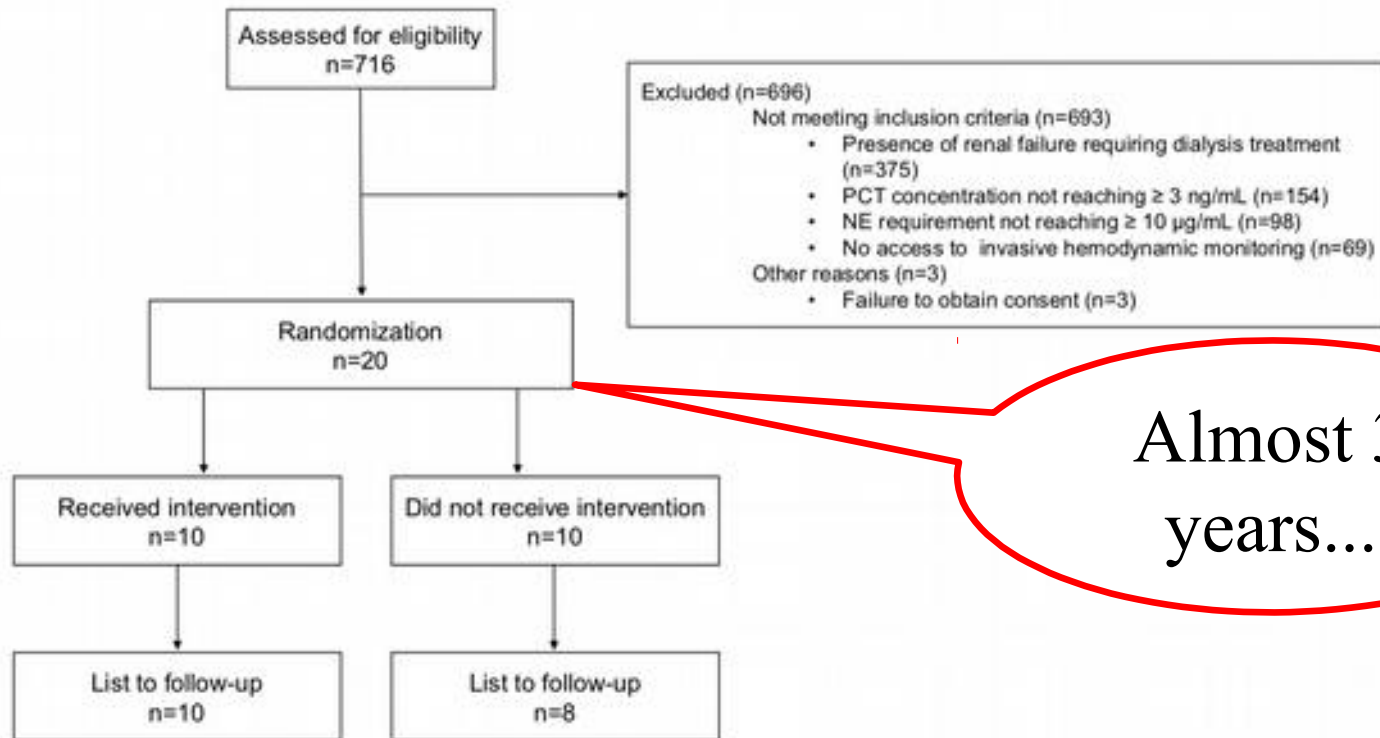 Assessed for eligibility
n=716
Excluded (n=696)
Not meeting inclusion criteria (n=693)
• Presence of renal failure requiring dialysis treatment
(n=375)
• PCT concentration not reaching ≥ 3 ng/mL (n=154)
• NE requirement not reaching ≥ 10 µg/mL (n=98)
• No access to invasive hemodynamic monitoring (n=69)
Other reasons (n=3)
• Failure to obtain consent (n=3)
Randomization
n=20
Almost
years...
Received intervention
n=10
Did not receive intervention
n=10
List to follow-up
n=10
List to follow-up
n=8